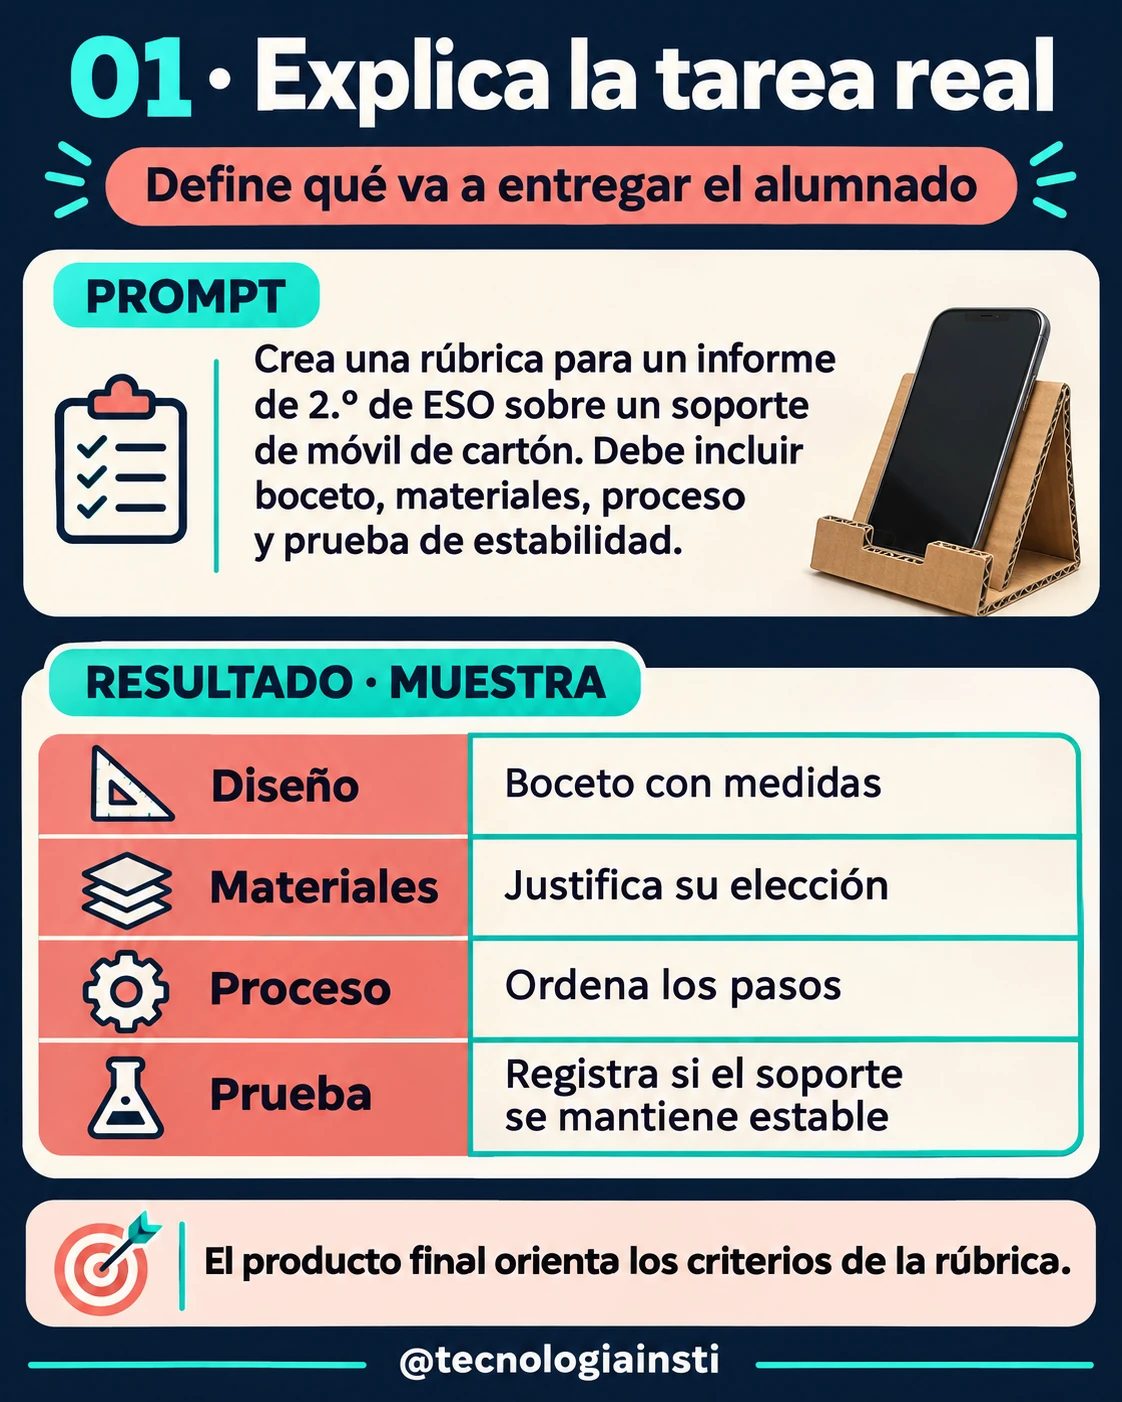 01 · Explica la tarea real
Define qué va a entregar el alumnado
PROMPT
Crea una rúbrica para un informe
de 2.º de ESO sobre un soporte
de móvil de cartón. Debe incluir
boceto, materiales, proceso
y prueba de estabilidad.
RESULTADO · MUESTRA
Diseño
Boceto con medidas
Materiales
Justifica su elección
Proceso
Ordena los pasos
Prueba
Registra si el soporte
se mantiene estable
El producto final orienta los criterios de la rúbrica.
@tecnologiainsti